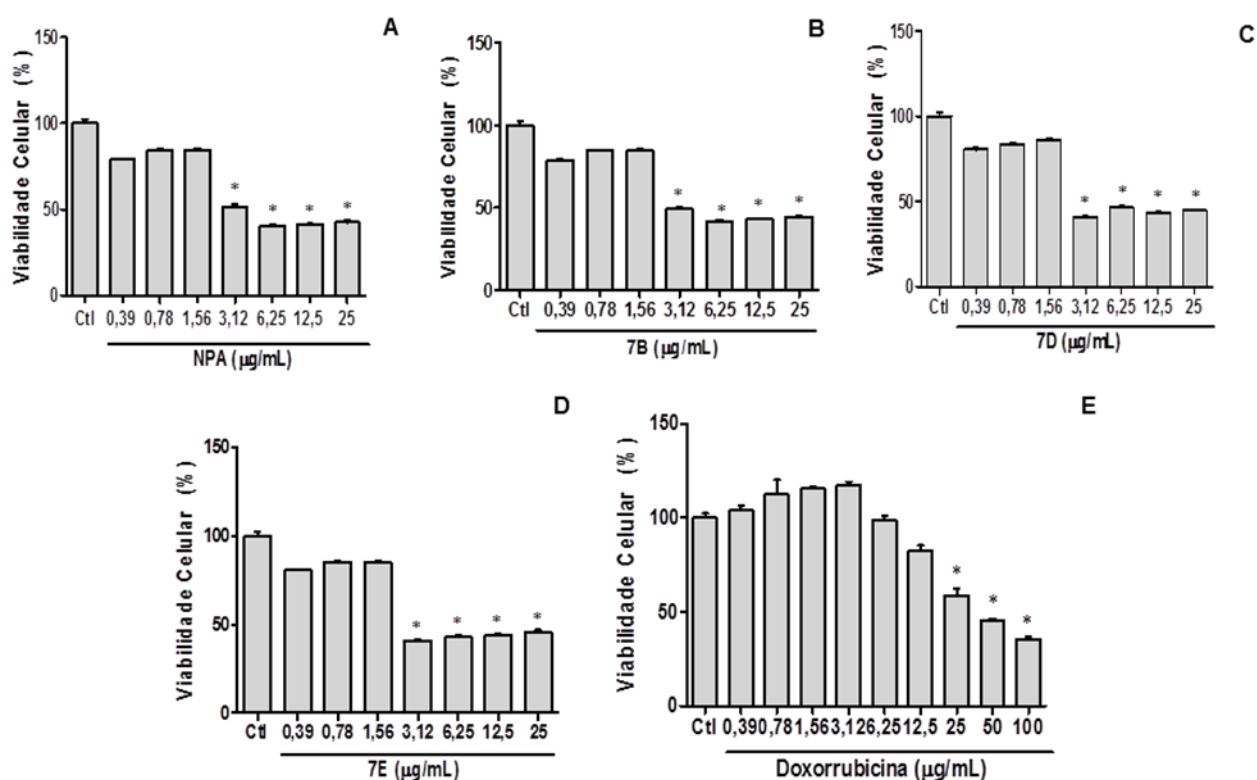 A
Viabilidade Celular (%)
150
100
50
0
*
*
*
*
Ctl 0,39 0,78 1,56 3,12 6,25 12,5 25
NPA (µg/mL)
B
Viabilidade Celular (%)
150
100
50
0
*
*
*
*
Ctl 0,39 0,78 1,56 3,12 6,25 12,5 25
7B (µg/mL)
C
Viabilidade Celular (%)
150
100
50
0
*
*
*
*
Ctl 0,39 0,78 1,56 3,12 6,25 12,5 25
7D (µg/mL)
D
Viabilidade Celular (%)
150
100
50
0
*
*
*
*
Ctl 0,39 0,78 1,56 3,12 6,25 12,5 25
7E (µg/mL)
E
Viabilidade Celular (%)
150
100
50
0
*
*
*
Ctl 0,39 0,78 1,56 3,12 6,25 12,5 25 50 100
Doxorrubicina (µg/mL)